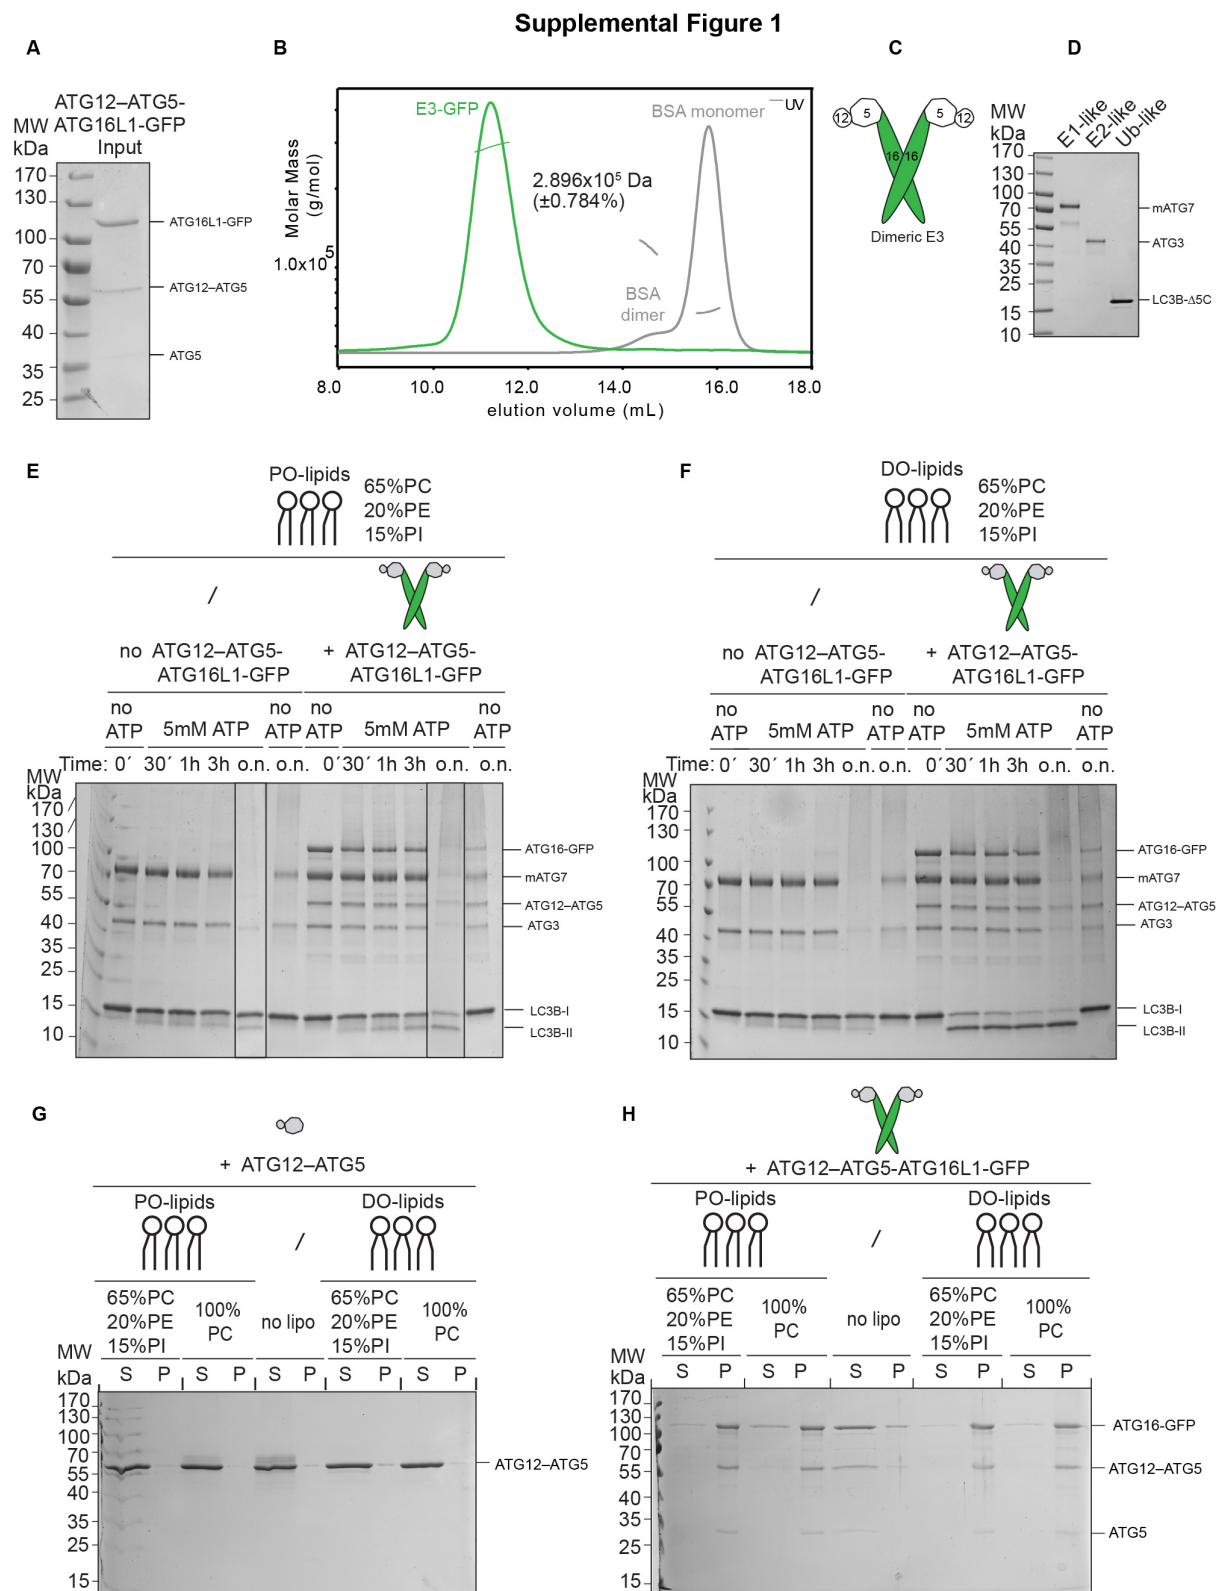 Supplemental Figure 1
A
ATG12–ATG5-
ATG16L1-GFP
Input
MW
kDa
170
130
100
70
55
40
35
25
ATG16L1-GFP
ATG12–ATG5
ATG5
B
E3-GFP
BSA monomer
UV
2.896x10⁵ Da
(±0.784%)
BSA
dimer
Molar Mass
(g/mol)
1.0x10⁵
8.0 10.0 12.0 14.0 16.0 18.0
elution volume (mL)
C
12 5 5 12
16 16
Dimeric E3
D
MW
kDa
E1-like
E2-like
Ub-like
170
130
100
70
55
40
35
25
15
10
mATG7
ATG3
LC3B-Δ5C
E
PO-lipids
65%PC
20%PE
15%PI
/
no ATG12–ATG5-
ATG16L1-GFP
+ ATG12–ATG5-
ATG16L1-GFP
no
ATP
5mM ATP
no
ATP
no
ATP
5mM ATP
no
ATP
Time: 0´ 30´ 1h 3h o.n. o.n. 0´ 30´ 1h 3h o.n. o.n.
MW
kDa
170
130
100
70
55
40
35
25
15
10
ATG16-GFP
mATG7
ATG12–ATG5
ATG3
LC3B-I
LC3B-II
F
DO-lipids
65%PC
20%PE
15%PI
/
no ATG12–ATG5-
ATG16L1-GFP
+ ATG12–ATG5-
ATG16L1-GFP
no
ATP
5mM ATP
no
ATP
no
ATP
5mM ATP
no
ATP
Time: 0´ 30´ 1h 3h o.n. o.n. 0´ 30´ 1h 3h o.n. o.n.
MW
kDa
170
130
100
70
55
40
35
25
15
10
ATG16-GFP
mATG7
ATG12–ATG5
ATG3
LC3B-I
LC3B-II
G
+ ATG12–ATG5
PO-lipids
/
DO-lipids
65%PC
20%PE
15%PI
100%
PC
no lipo
65%PC
20%PE
15%PI
100%
PC
MW
kDa
S P S P S P S P S P
170
130
100
70
55
40
35
25
15
ATG12–ATG5
H
+ ATG12–ATG5-ATG16L1-GFP
PO-lipids
/
DO-lipids
65%PC
20%PE
15%PI
100%
PC
no lipo
65%PC
20%PE
15%PI
100%
PC
MW
kDa
S P S P S P S P S P
170
130
100
70
55
40
35
25
15
ATG16-GFP
ATG12–ATG5
ATG5